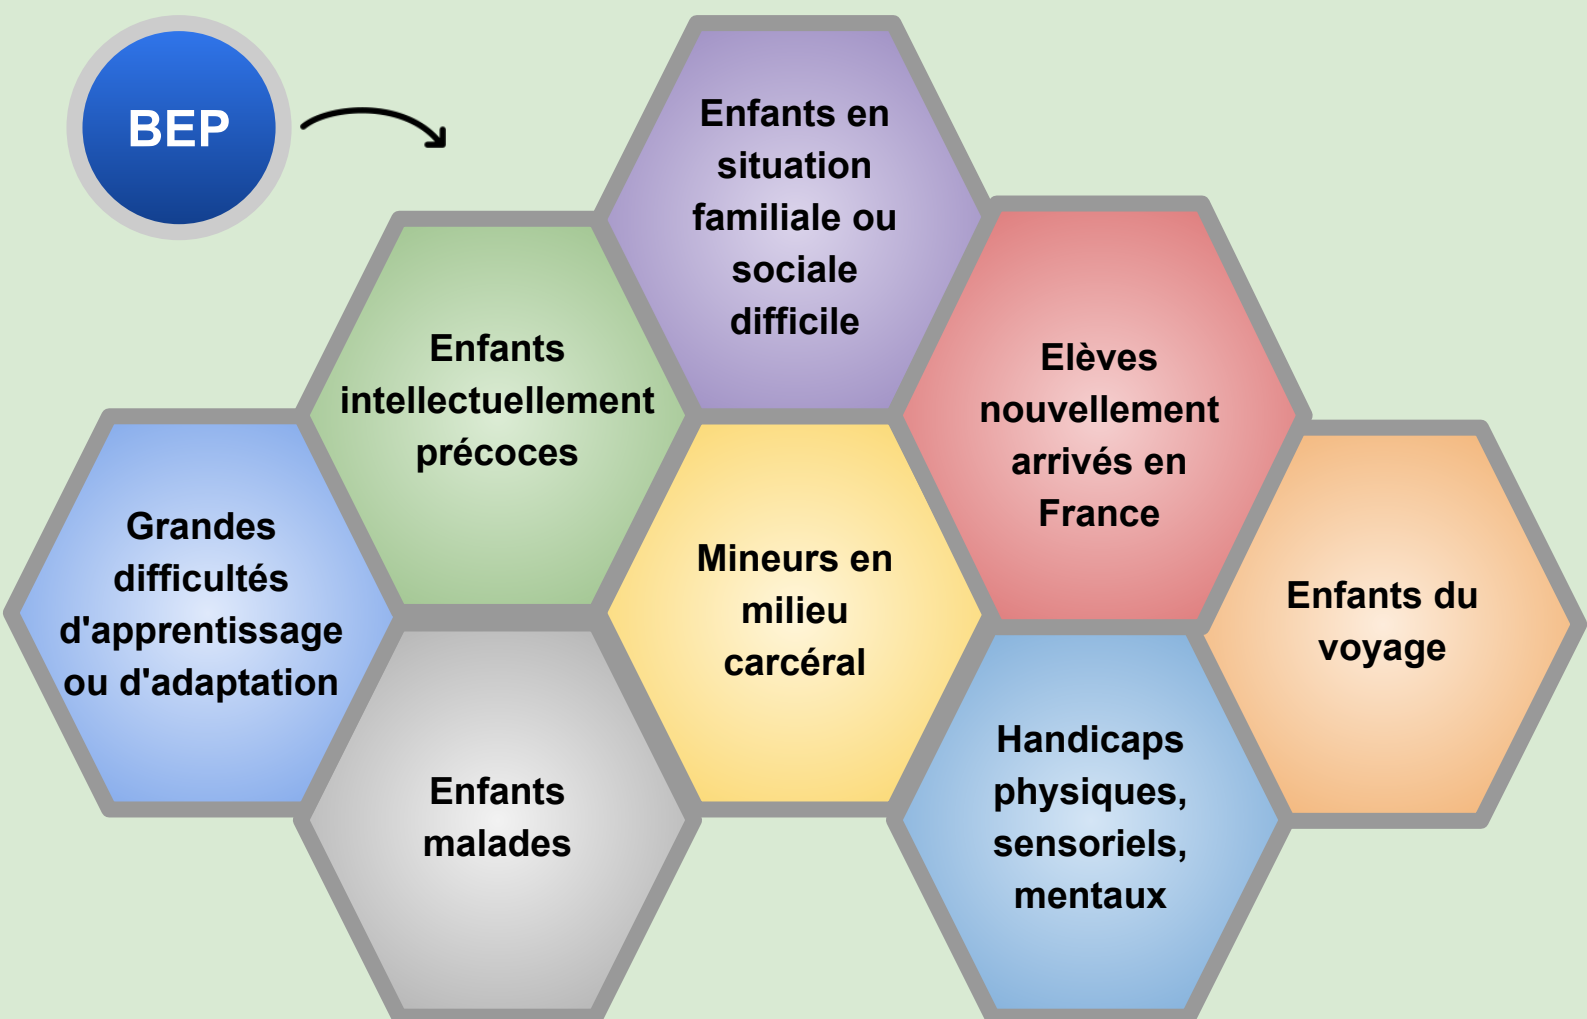 BEP
Enfants en
situation
familiale ou
sociale
difficile
Enfants
intellectuellement
précoces
Elèves
nouvellement
arrivés en
France
Grandes
difficultés
d'apprentissage
ou d'adaptation
Mineurs en
milieu
carcéral
Enfants du
voyage
Enfants
malades
Handicaps
physiques,
sensoriels,
mentaux